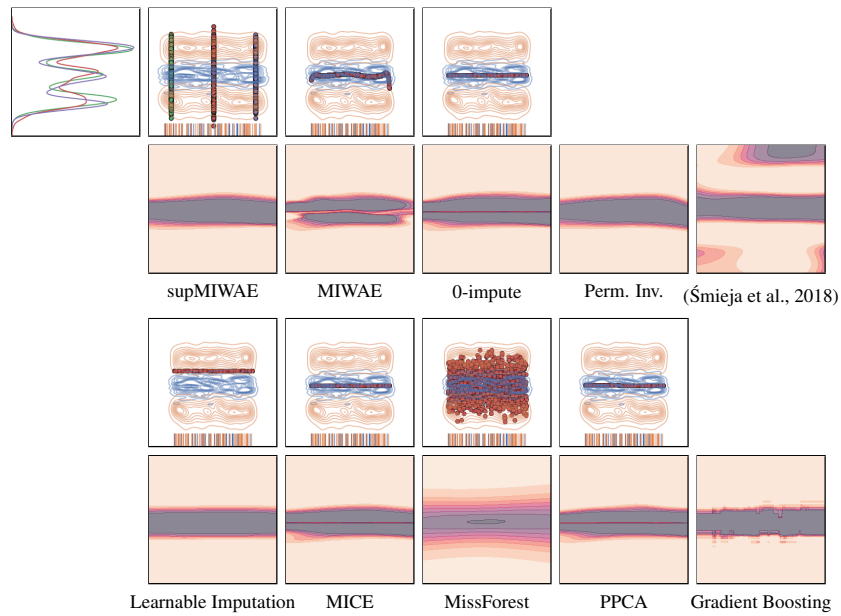 supMIWAE MIWAE 0-impute Perm. Inv. (Śmieja et al., 2018)
Learnable Imputation MICE MissForest PPCA Gradient Boosting